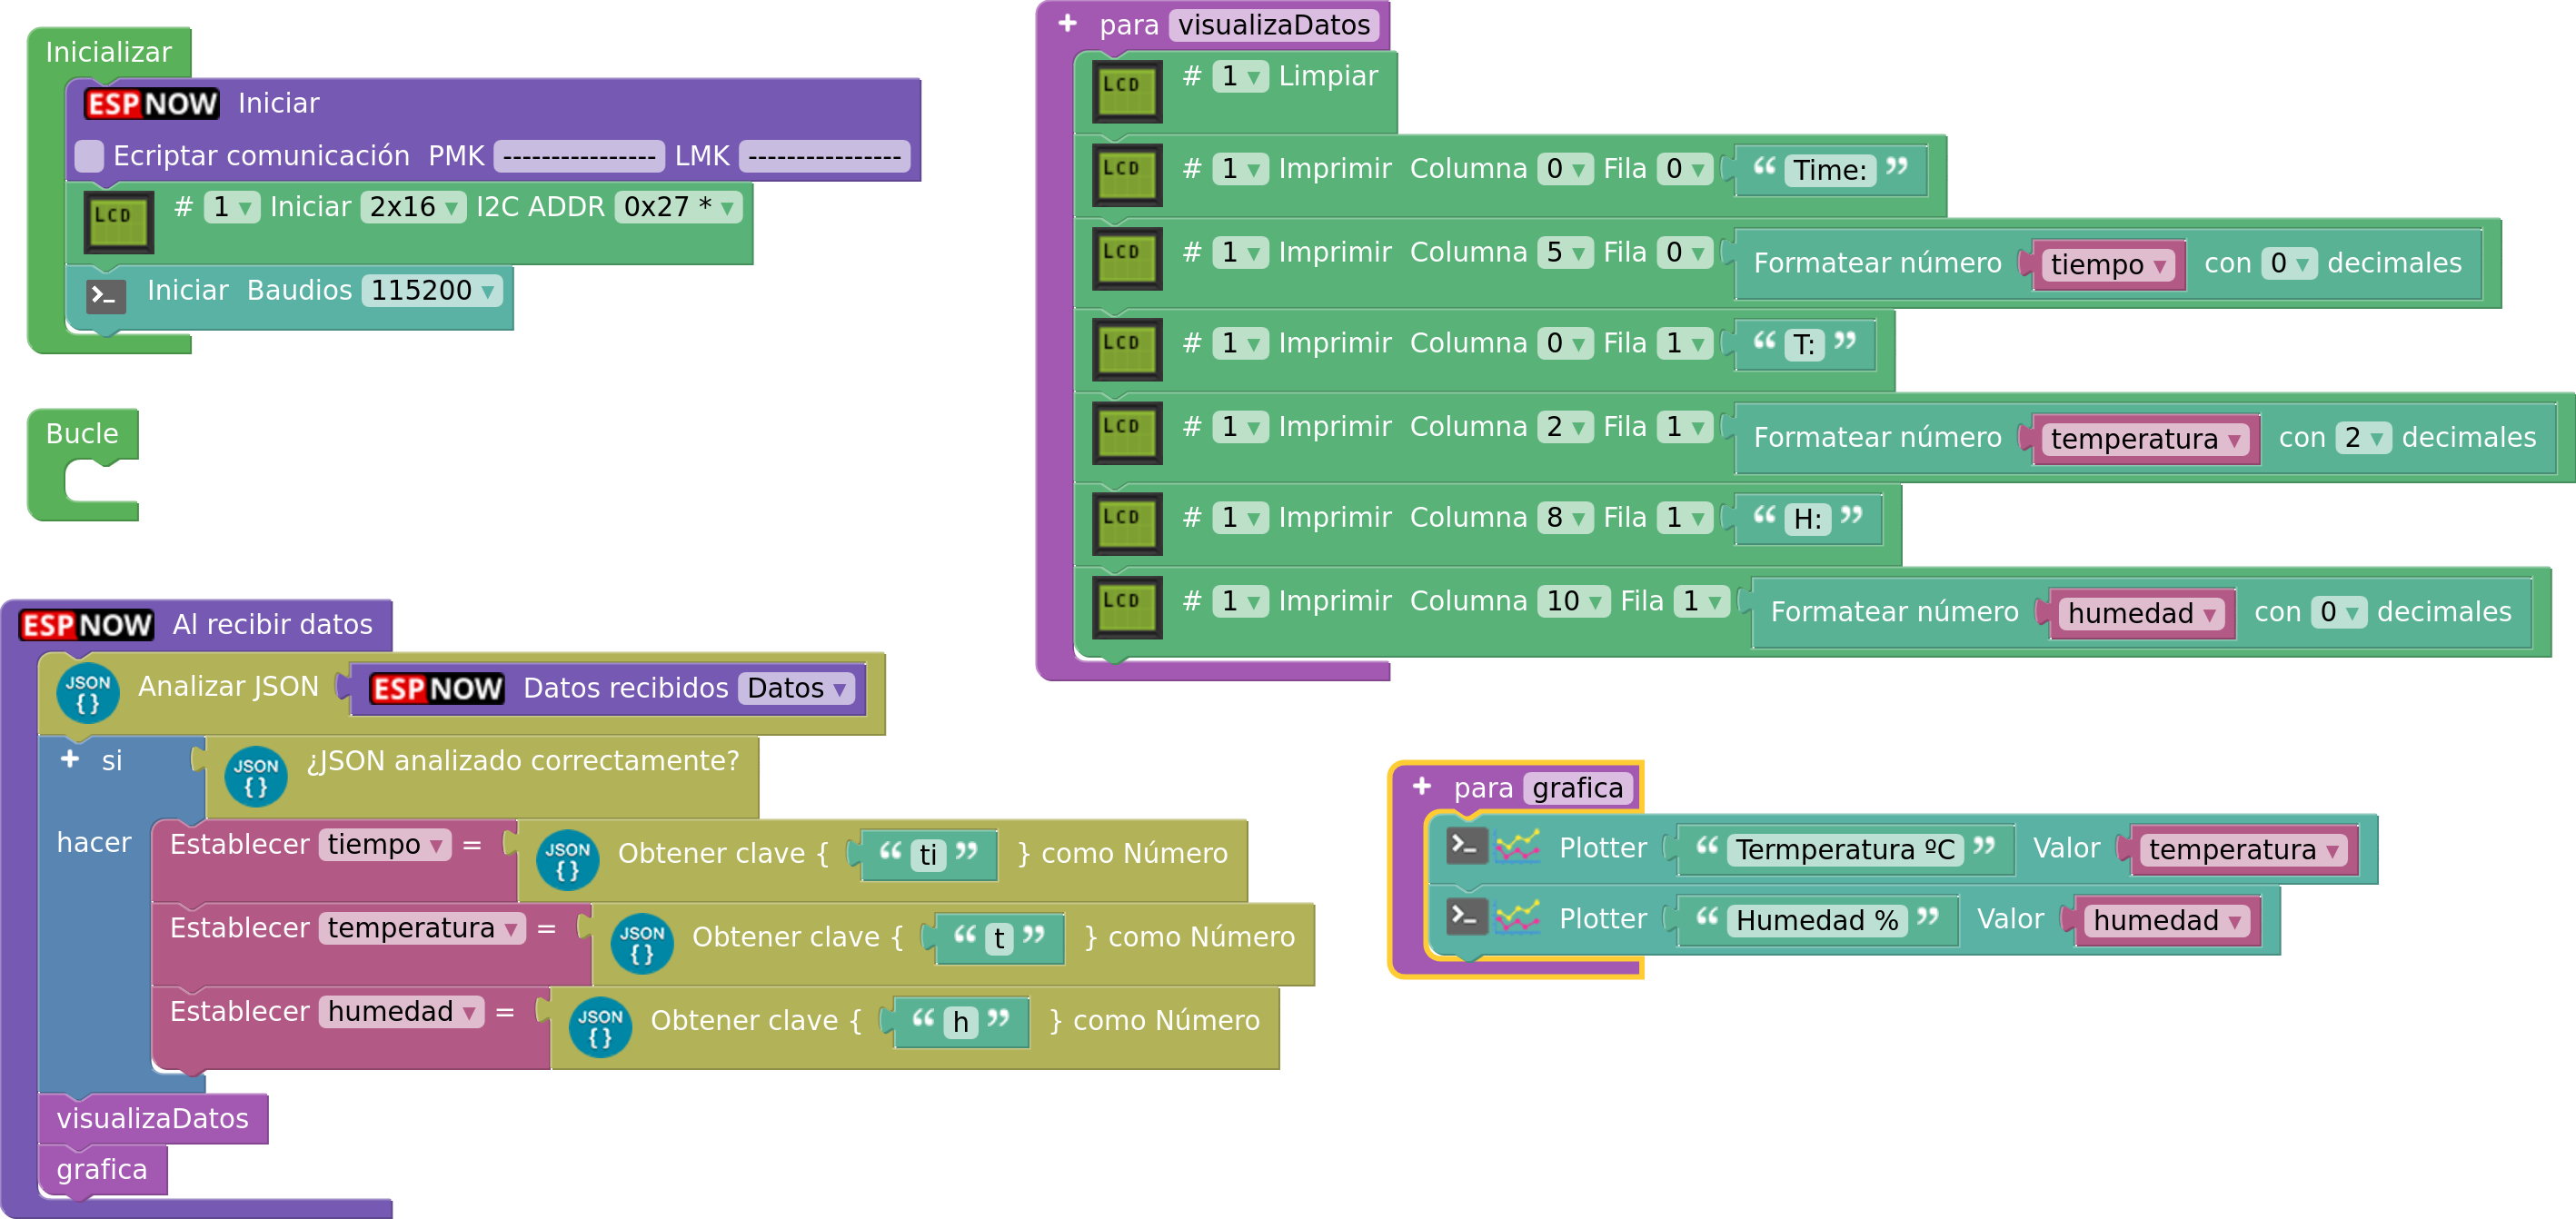 Inicializar
ESP NOW Iniciar
Ecriptar comunicación PMK ---------------- LMK ----------------
LCD # 1 Iniciar 2x16 I2C ADDR 0x27 *
>_ Iniciar Baudios 115200
Bucle
ESP NOW Al recibir datos
JSON {} Analizar JSON ESP NOW Datos recibidos Datos
+ si JSON {} ¿JSON analizado correctamente?
hacer Establecer tiempo = JSON {} Obtener clave { “ ti ” } como Número
Establecer temperatura = JSON {} Obtener clave { “ t ” } como Número
Establecer humedad = JSON {} Obtener clave { “ h ” } como Número
visualizaDatos
grafica
+ para visualizaDatos
LCD # 1 Limpiar
LCD # 1 Imprimir Columna 0 Fila 0 “ Time: ”
LCD # 1 Imprimir Columna 5 Fila 0 Formatear número tiempo con 0 decimales
LCD # 1 Imprimir Columna 0 Fila 1 “ T: ”
LCD # 1 Imprimir Columna 2 Fila 1 Formatear número temperatura con 2 decimales
LCD # 1 Imprimir Columna 8 Fila 1 “ H: ”
LCD # 1 Imprimir Columna 10 Fila 1 Formatear número humedad con 0 decimales
+ para grafica
>_ Plotter “ Termperatura ºC ” Valor temperatura
>_ Plotter “ Humedad % ” Valor humedad